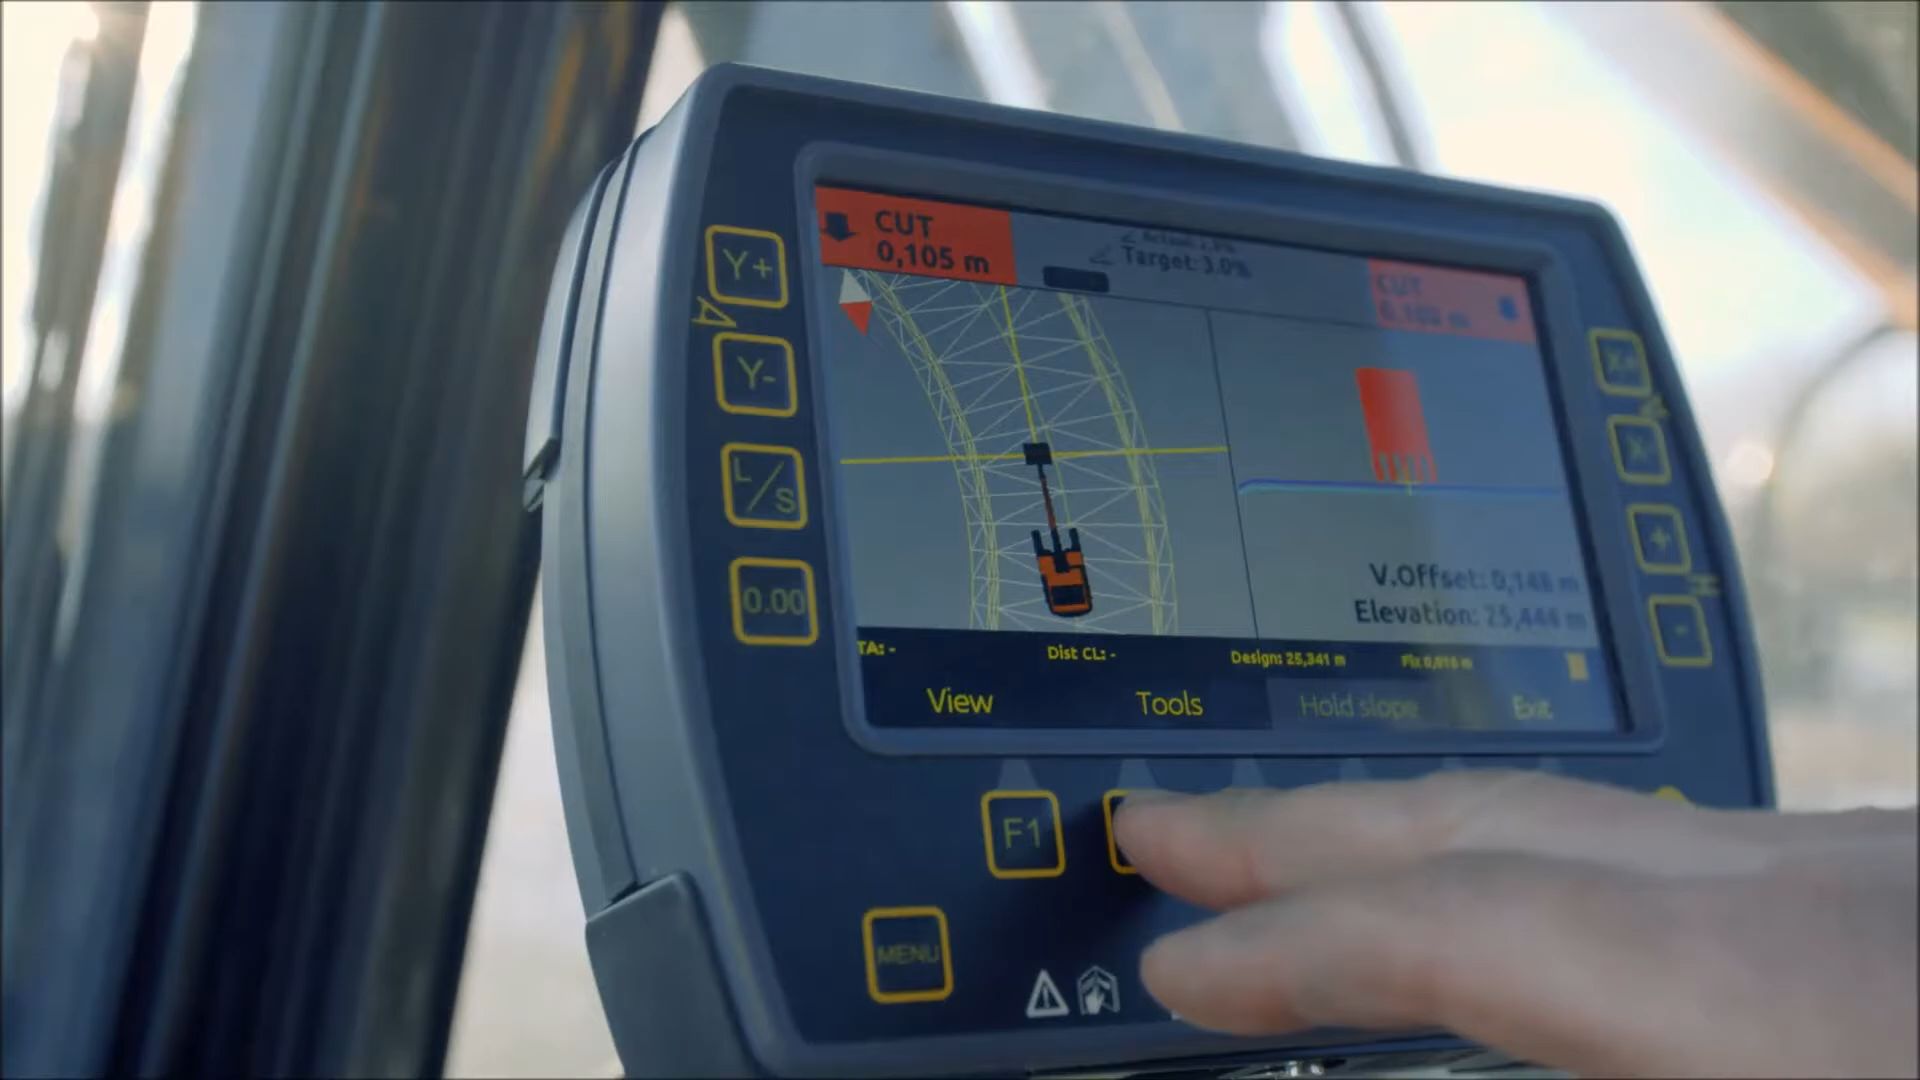 CUT
0,105 m
Target: 3.0%
CUT
Y+
Y-
L/S
0.00
X-
+
-
V.Offset: 0,148 m
Elevation: 25,444 m
TA: -
Dist CL: -
Design: 25,341 m
View
Tools
Hold slope
Exit
F1
MENU